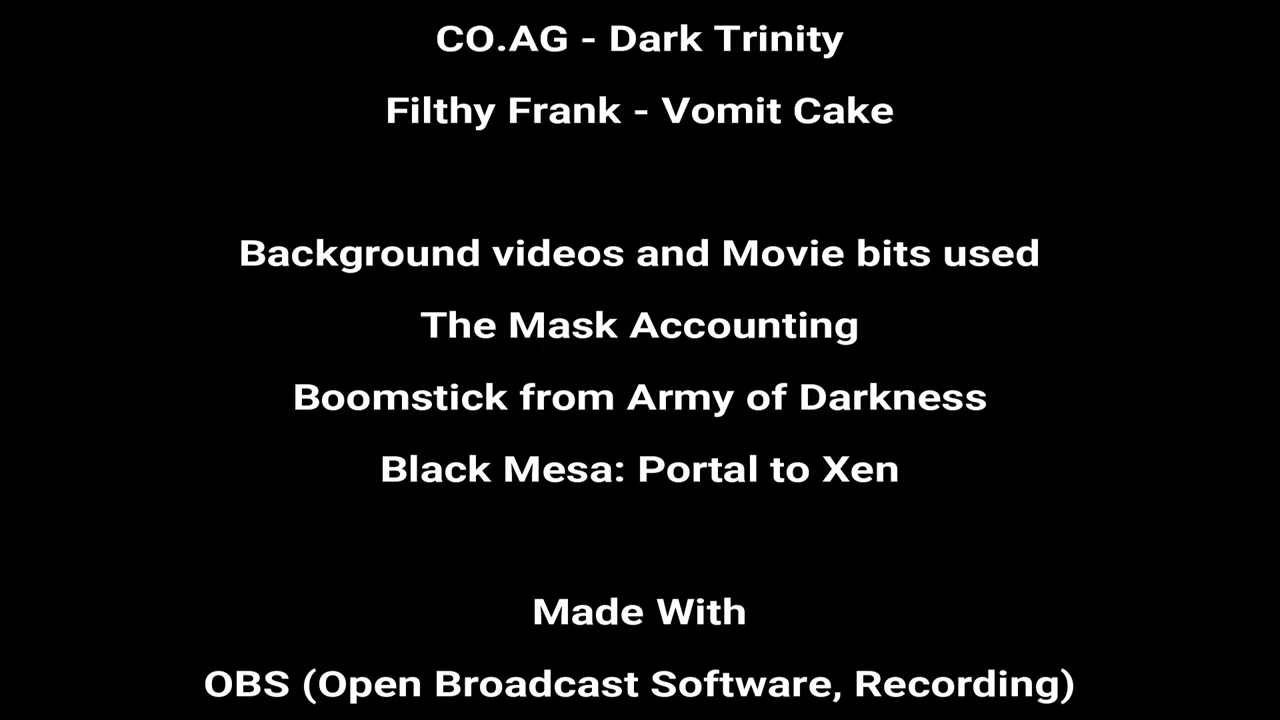 CO.AG - Dark Trinity
Filthy Frank - Vomit Cake
Background videos and Movie bits used
The Mask Accounting
Boomstick from Army of Darkness
Black Mesa: Portal to Xen
Made With
OBS (Open Broadcast Software, Recording)